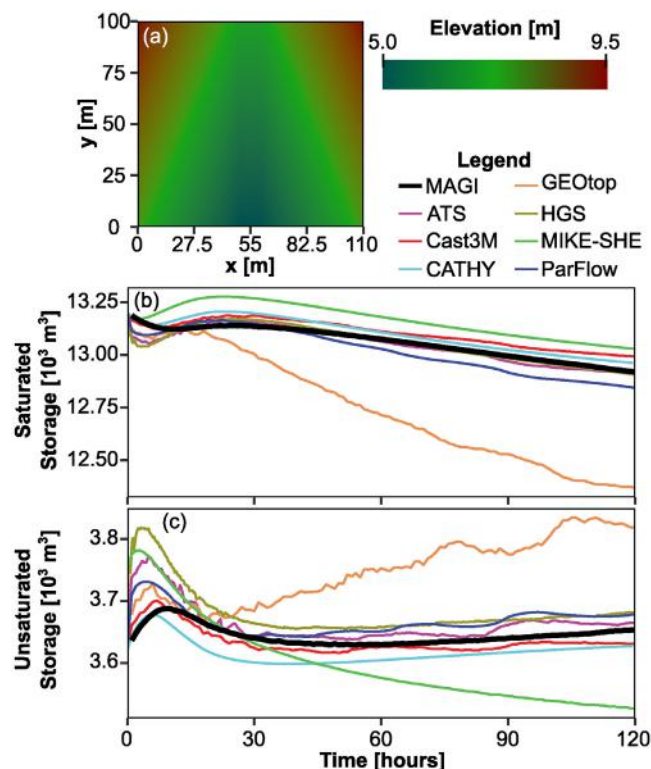 (a)
100
75
50
25
0
y [m]
0 27.5 55 82.5 110
x [m]
Elevation [m]
5.0 9.5
Legend
MAGI GEOtop
ATS HGS
Cast3M MIKE-SHE
CATHY ParFlow
(b)
13.25
13.00
12.75
12.50
Saturated
Storage [10³ m³]
(c)
3.8
3.7
3.6
Unsaturated
Storage [10³ m³]
0 30 60 90 120
Time [hours]